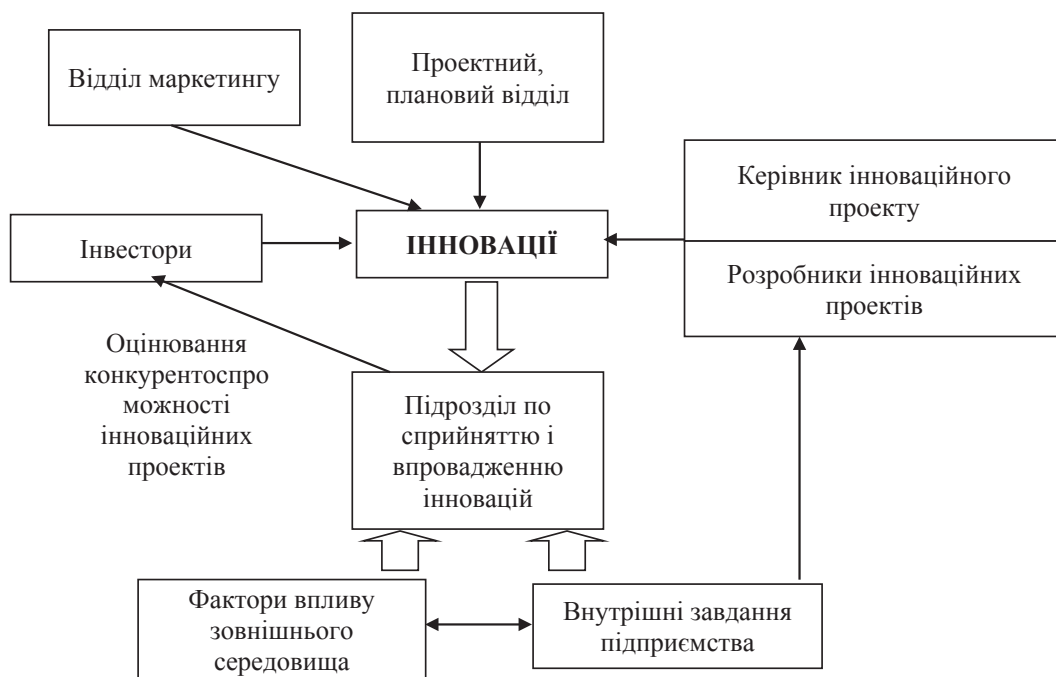 Відділ маркетингу
Проектний,
плановий відділ
Керівник інноваційного
проекту
Інвестори
ІННОВАЦІЇ
Розробники інноваційних
проектів
Оцінювання
конкурентоспро
можності
інноваційних
проектів
Підрозділ по
сприйняттю і
впровадженню
інновацій
Фактори впливу
зовнішнього
середовища
Внутрішні завдання
підприємства